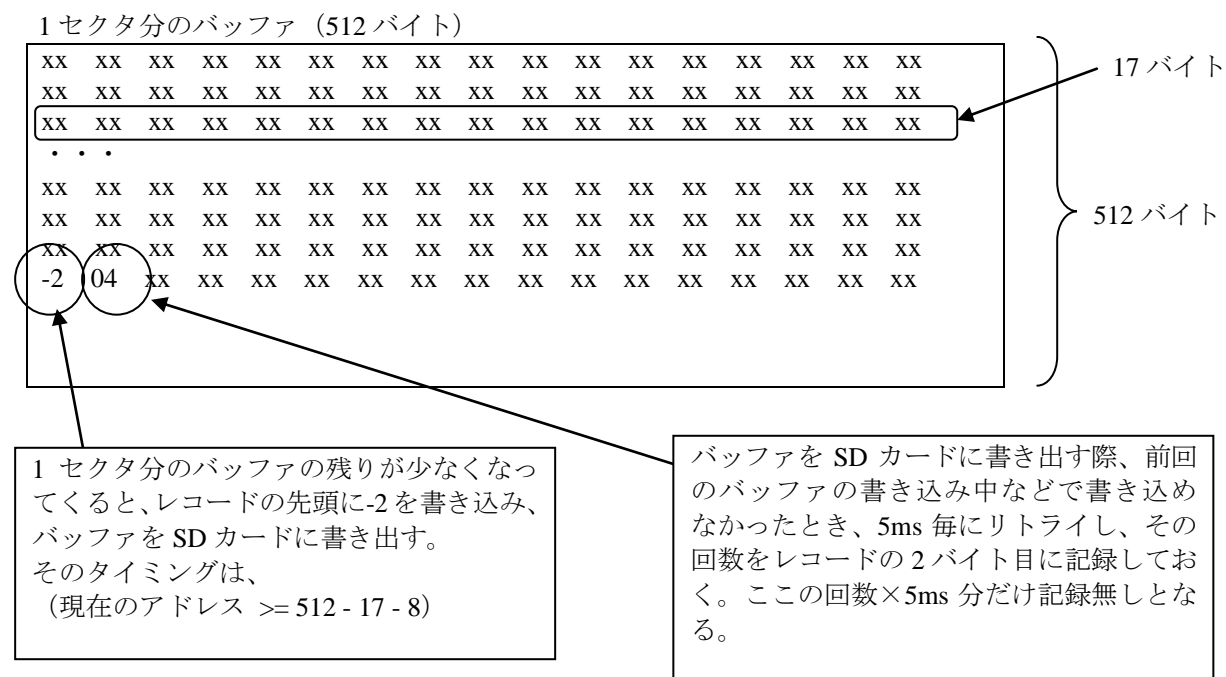 1 セクタ分のバッファ（512 バイト）
xx xx xx xx xx xx xx xx xx xx xx xx xx xx xx xx xx
17 バイト
xx xx xx xx xx xx xx xx xx xx xx xx xx xx xx xx xx
xx xx xx xx xx xx xx xx xx xx xx xx xx xx xx xx xx
・・・
xx xx xx xx xx xx xx xx xx xx xx xx xx xx xx xx xx
xx xx xx xx xx xx xx xx xx xx xx xx xx xx xx xx xx
512 バイト
xx xx xx xx xx xx xx xx xx xx xx xx xx xx xx xx xx
-2 04 xx xx xx xx xx xx xx xx xx xx xx xx xx xx xx
1 セクタ分のバッファの残りが少なくなっ
てくると、レコードの先頭に-2 を書き込み、
バッファを SD カードに書き出す。
そのタイミングは、
（現在のアドレス >= 512 - 17 - 8）
バッファを SD カードに書き出す際、前回
のバッファの書き込み中などで書き込め
なかったとき、5ms 毎にリトライし、その
回数をレコードの 2 バイト目に記録してお
く。ここの回数×5ms 分だけ記録無しとな
る。